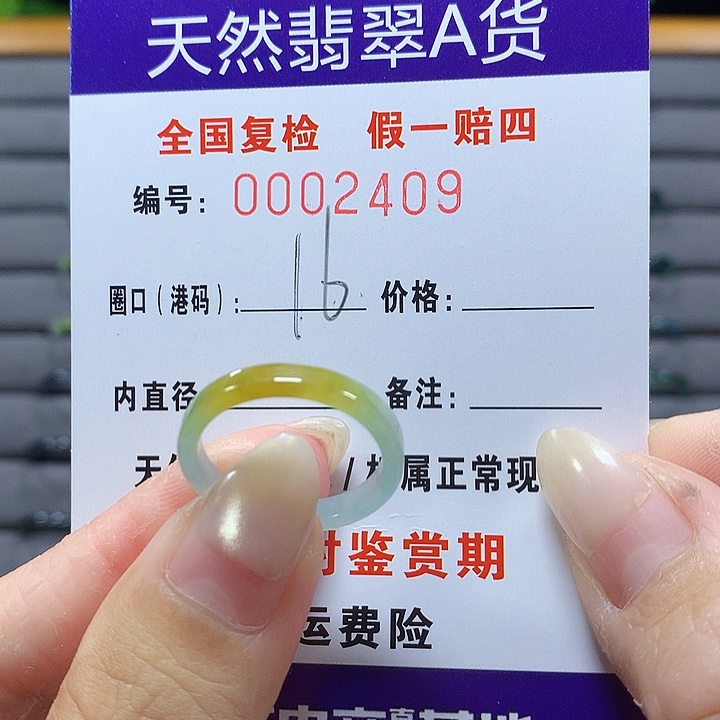 天然翡翠A货
全国复检 假一赔四
编号：0002409
圈口（港码）：16 价格：
内直径 备注：
天 / 属正常现
时鉴赏期
运费险